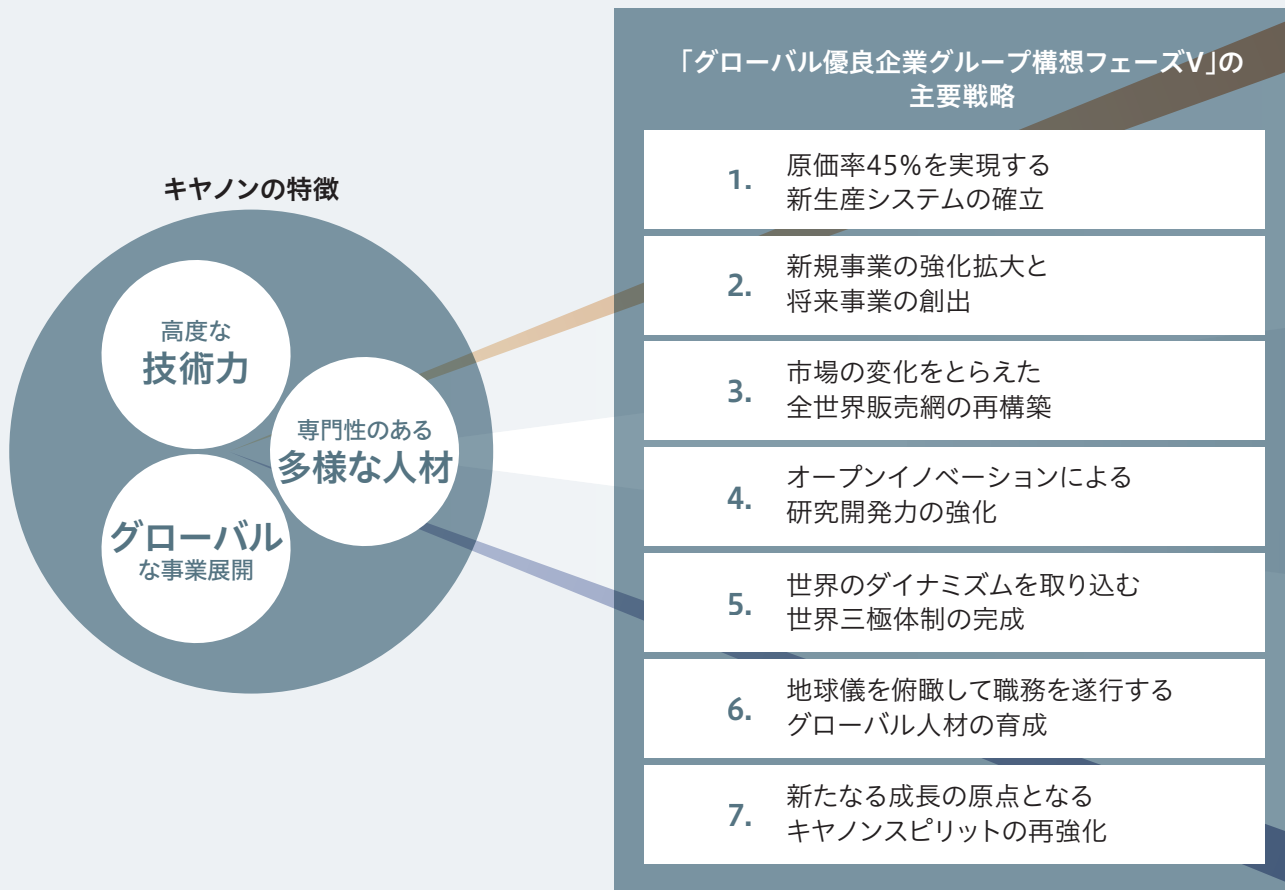 キヤノンの特徴
高度な
技術力
専門性のある
多様な人材
グローバル
な事業展開
「グローバル優良企業グループ構想フェーズⅤ」の
主要戦略
1.
原価率45%を実現する
新生産システムの確立
2.
新規事業の強化拡大と
将来事業の創出
3.
市場の変化をとらえた
全世界販売網の再構築
4.
オープンイノベーションによる
研究開発力の強化
5.
世界のダイナミズムを取り込む
世界三極体制の完成
6.
地球儀を俯瞰して職務を遂行する
グローバル人材の育成
7.
新たなる成長の原点となる
キヤノンスピリットの再強化